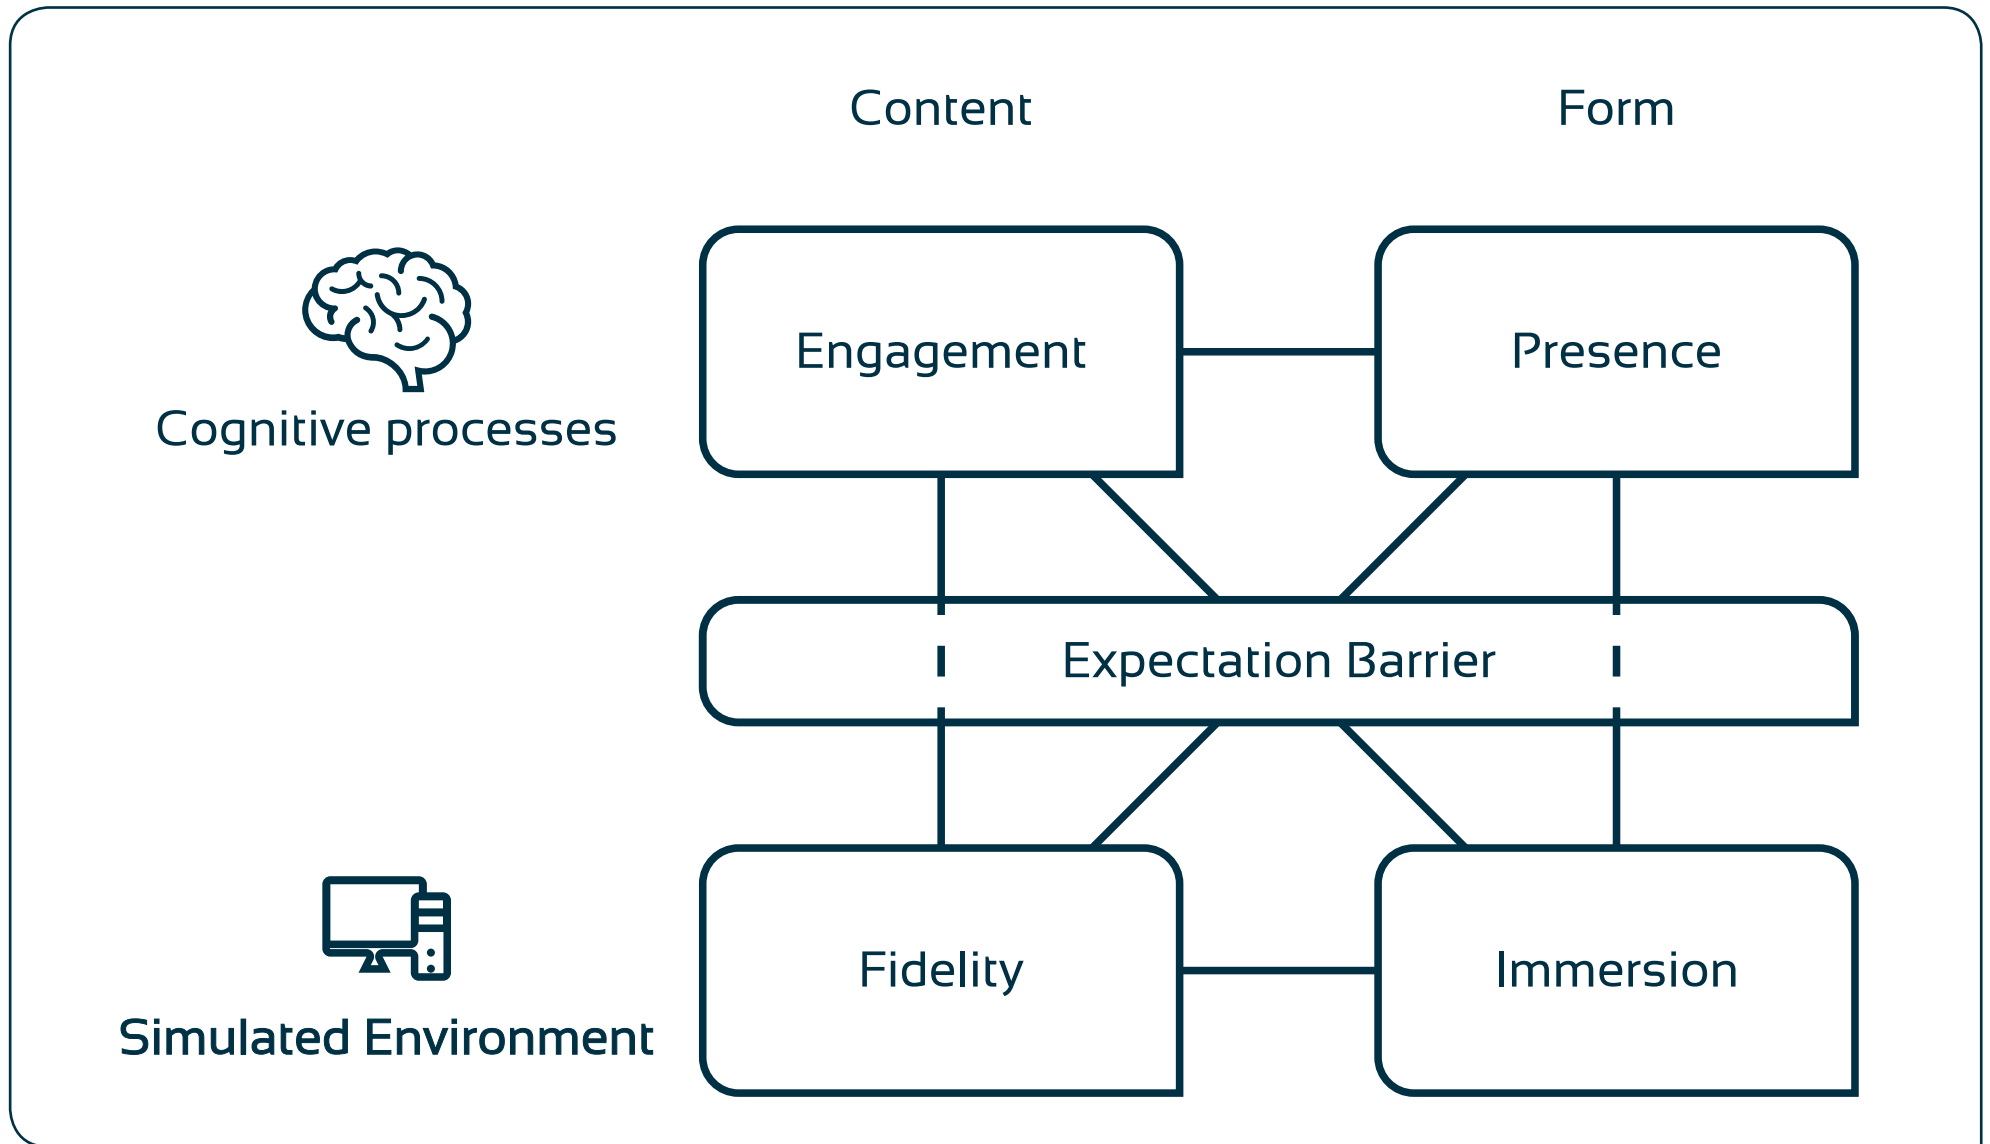 Content
Form
Engagement
Presence
Cognitive processes
Expectation Barrier
Fidelity
Immersion
Simulated Environment